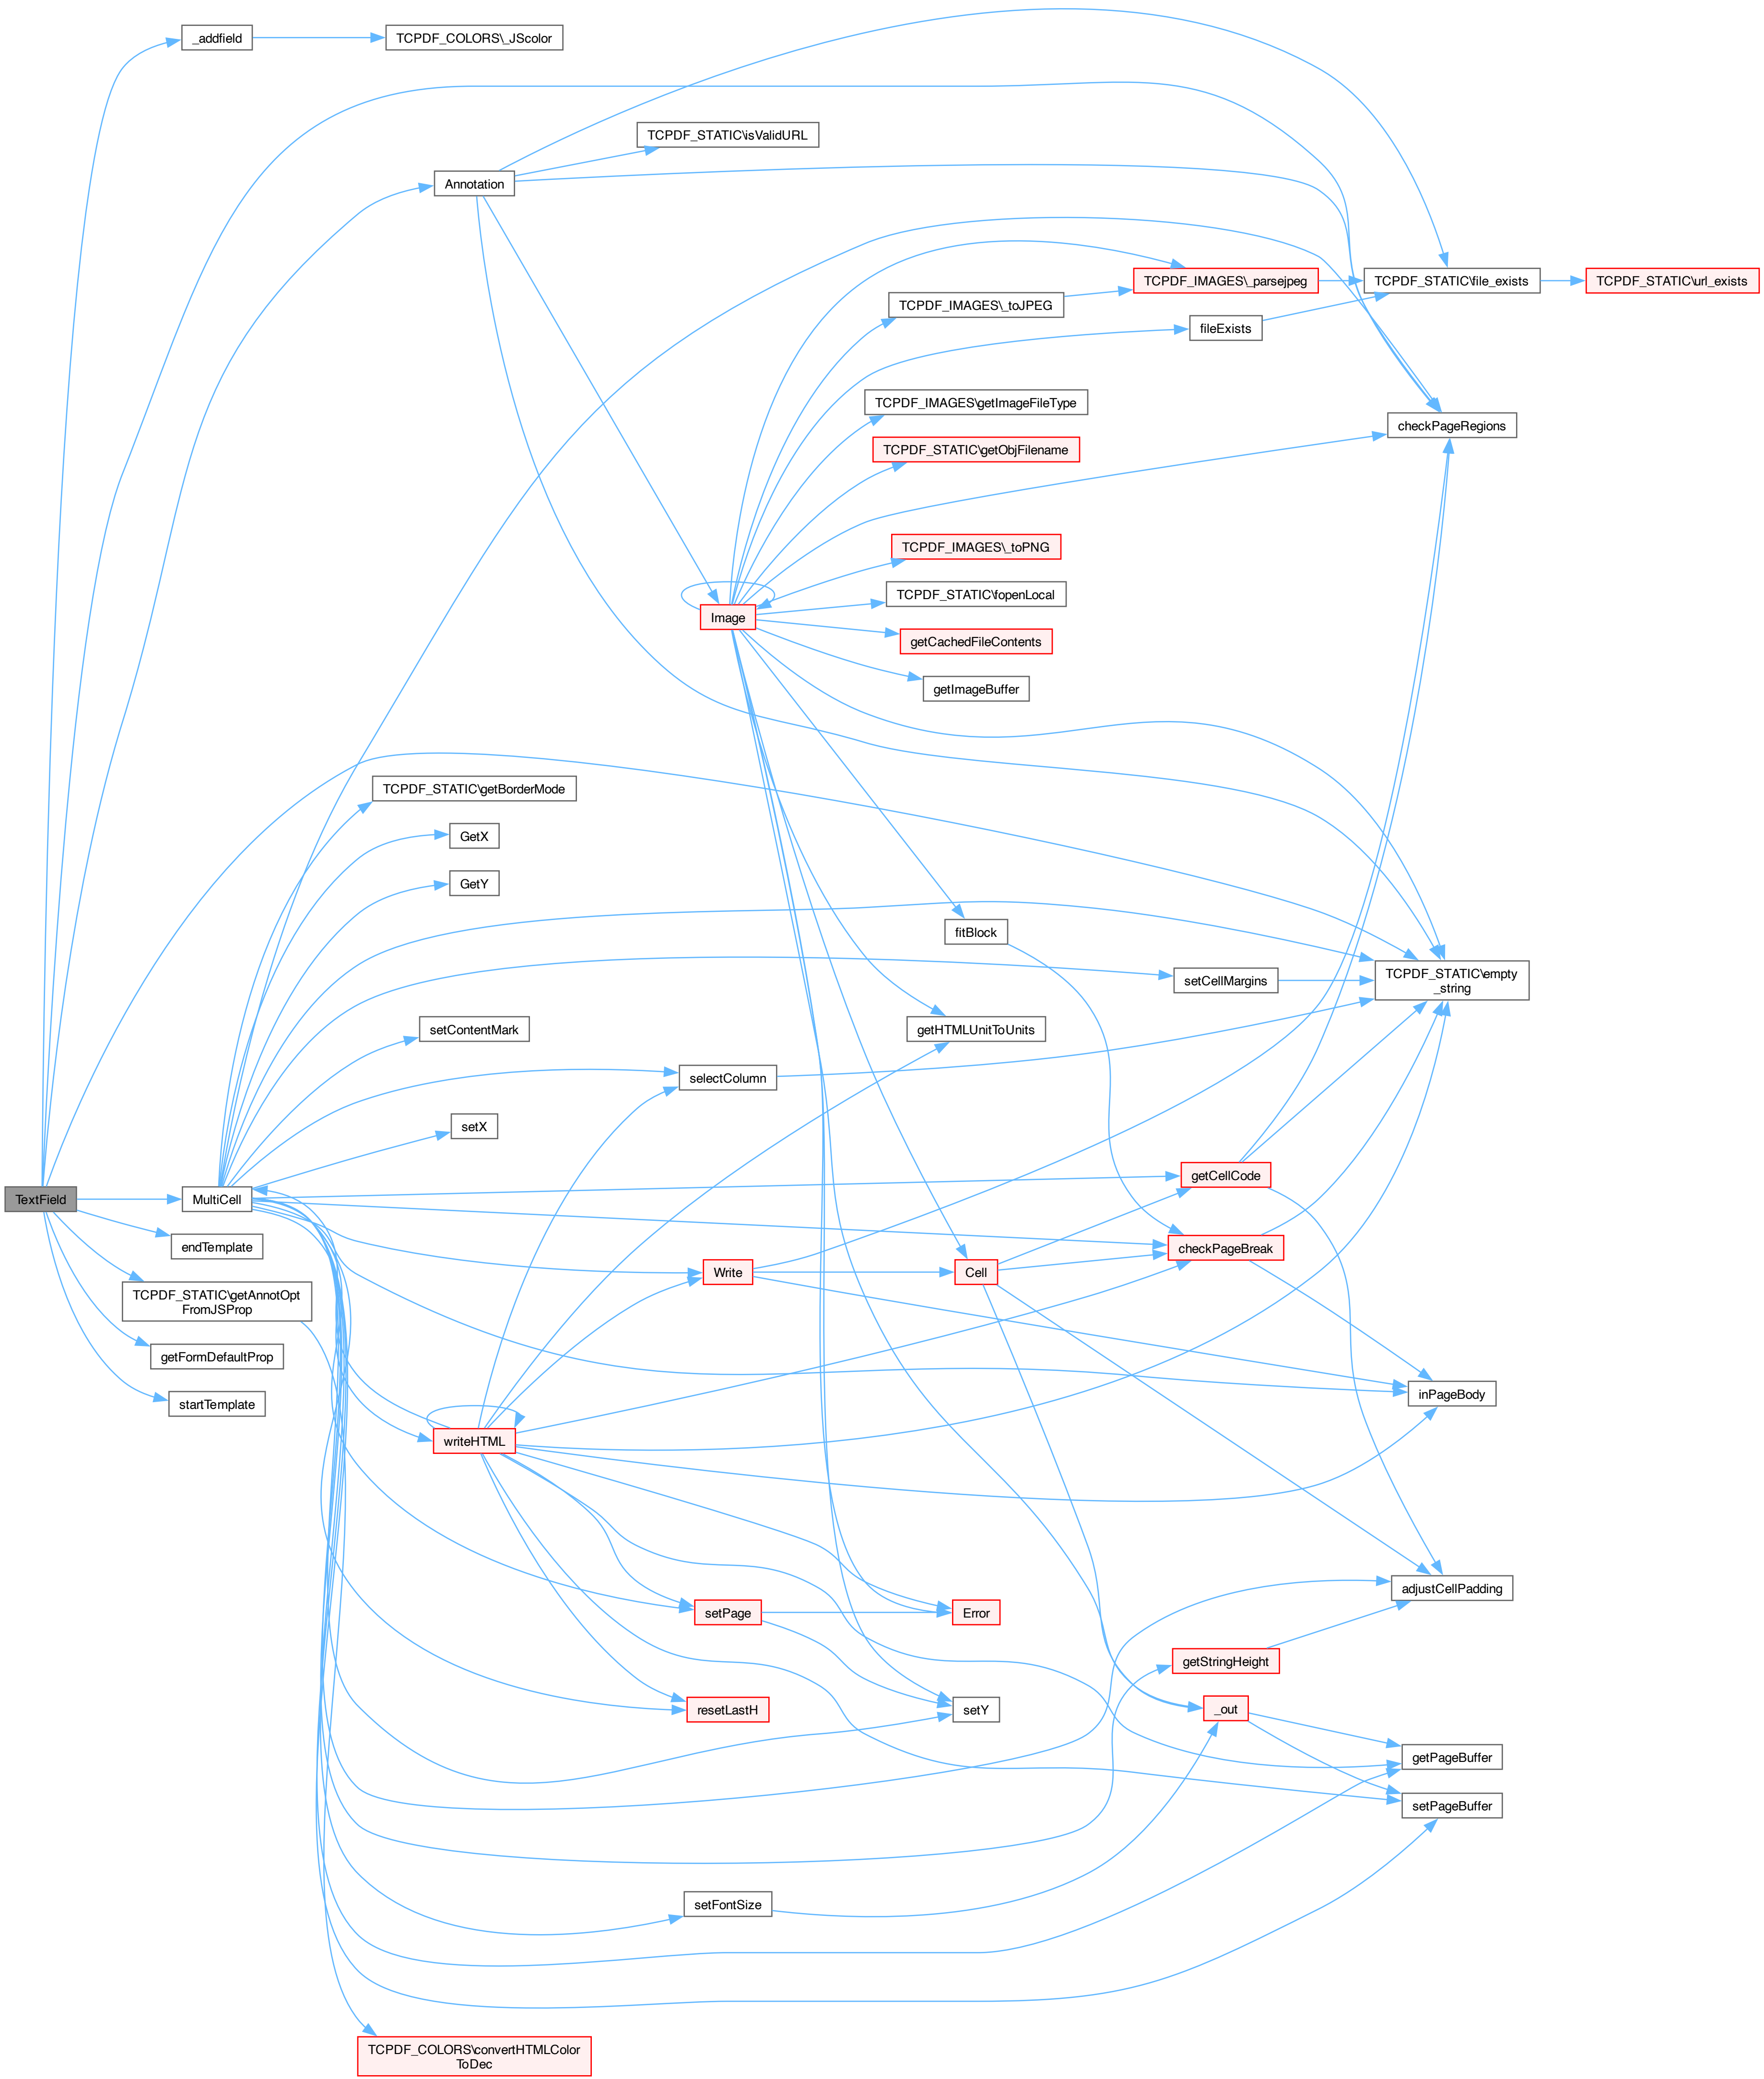 _addfield
TCPDF_COLORS\_JScolor
TCPDF_STATIC\isValidURL
Annotation
TCPDF_IMAGES\_parsejpeg
TCPDF_STATIC\file_exists
TCPDF_STATIC\url_exists
TCPDF_IMAGES\_toJPEG
fileExists
TCPDF_IMAGES\getImageFileType
checkPageRegions
TCPDF_STATIC\getObjFilename
TCPDF_IMAGES\_toPNG
TCPDF_STATIC\fopenLocal
Image
getCachedFileContents
getImageBuffer
TCPDF_STATIC\getBorderMode
GetX
GetY
fitBlock
setCellMargins
TCPDF_STATIC\empty
_string
setContentMark
getHTMLUnitToUnits
selectColumn
setX
getCellCode
TextField
MultiCell
endTemplate
checkPageBreak
Write
Cell
TCPDF_STATIC\getAnnotOpt
FromJSProp
getFormDefaultProp
startTemplate
inPageBody
writeHTML
adjustCellPadding
setPage
Error
getStringHeight
resetLastH
setY
_out
getPageBuffer
setPageBuffer
setFontSize
TCPDF_COLORS\convertHTMLColor
ToDec